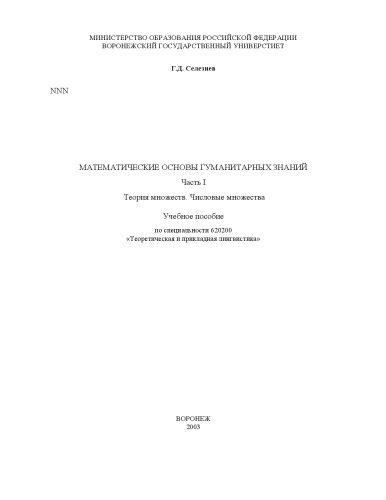 МИНИСТЕРСТВО ОБРАЗОВАНИЯ РОССИЙСКОЙ ФЕДЕРАЦИИ
ВОРОНЕЖСКИЙ ГОСУДАРСТВЕННЫЙ УНИВЕРСТИЕТ
Г.Д. Селезнев
NNN
МАТЕМАТИЧЕСКИЕ ОСНОВЫ ГУМАНИТАРНЫХ ЗНАНИЙ
Часть I
Теория множеств. Числовые множества
Учебное пособие
по специальности 620200
«Теоретическая и прикладная лингвистика»
ВОРОНЕЖ
2003